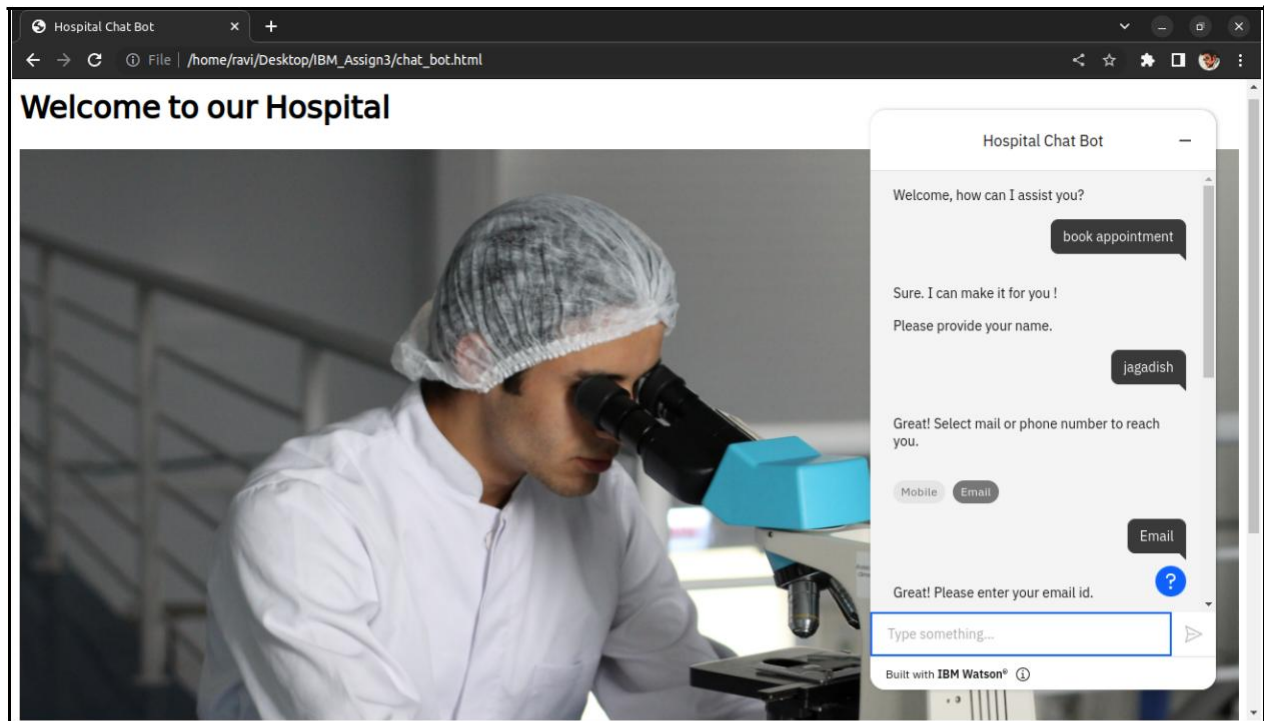 Hospital Chat Bot
File | /home/ravi/Desktop/IBM_Assign3/chat_bot.html
Welcome to our Hospital
Hospital Chat Bot
Welcome, how can I assist you?
book appointment
Sure. I can make it for you !
Please provide your name.
jagadish
Great! Select mail or phone number to reach
you.
Mobile Email
Email
?
Great! Please enter your email id.
Type something...
Built with IBM Watson®